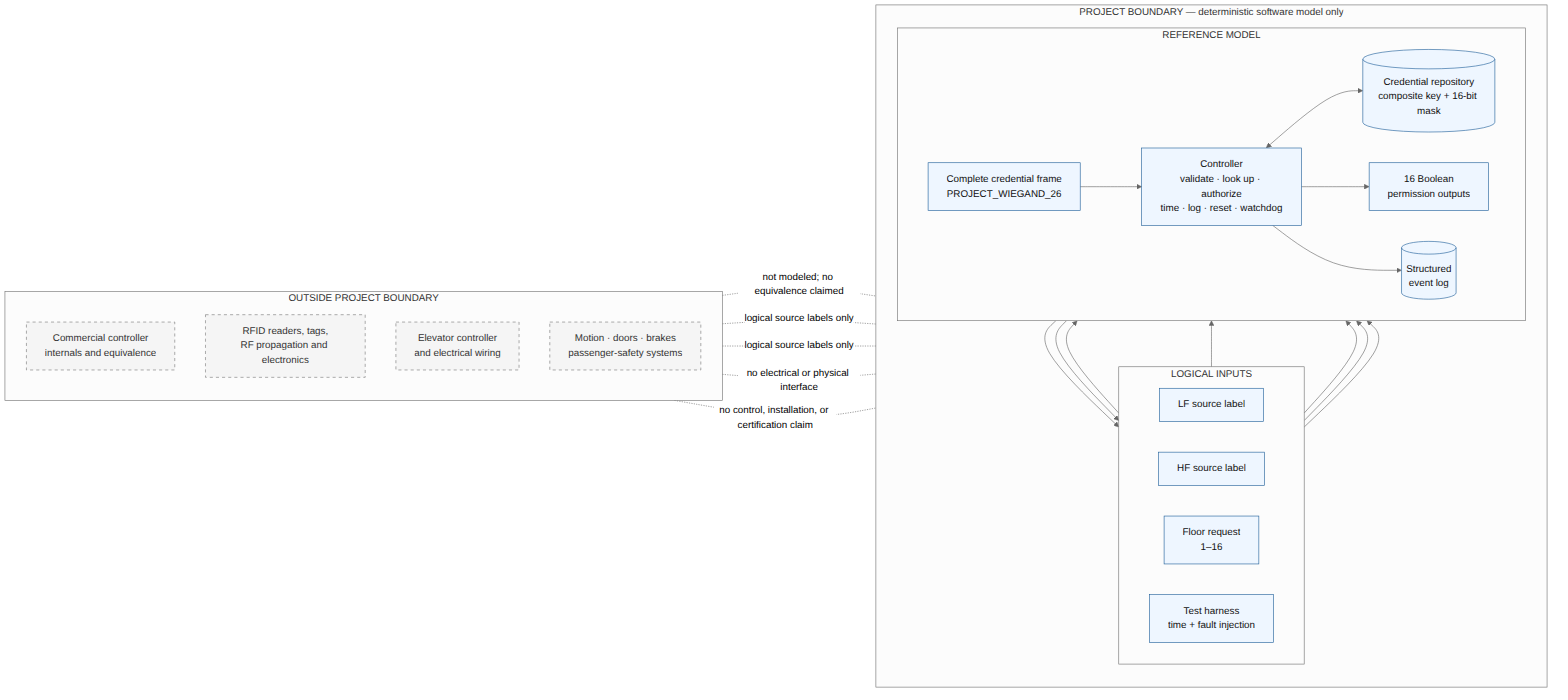 PROJECT BOUNDARY — deterministic software model only
REFERENCE MODEL
Credential repository
composite key + 16-bit
mask
Complete credential frame
PROJECT_WIEGAND_26
Controller
validate · look up ·
authorize
time · log · reset · watchdog
16 Boolean
permission outputs
Structured
event log
not modeled; no
equivalence claimed
logical source labels only
logical source labels only
no electrical or physical
interface
no control, installation, or
certification claim
OUTSIDE PROJECT BOUNDARY
Commercial controller
internals and equivalence
RFID readers, tags,
RF propagation and
electronics
Elevator controller
and electrical wiring
Motion · doors · brakes
passenger-safety systems
LOGICAL INPUTS
LF source label
HF source label
Floor request
1–16
Test harness
time + fault injection